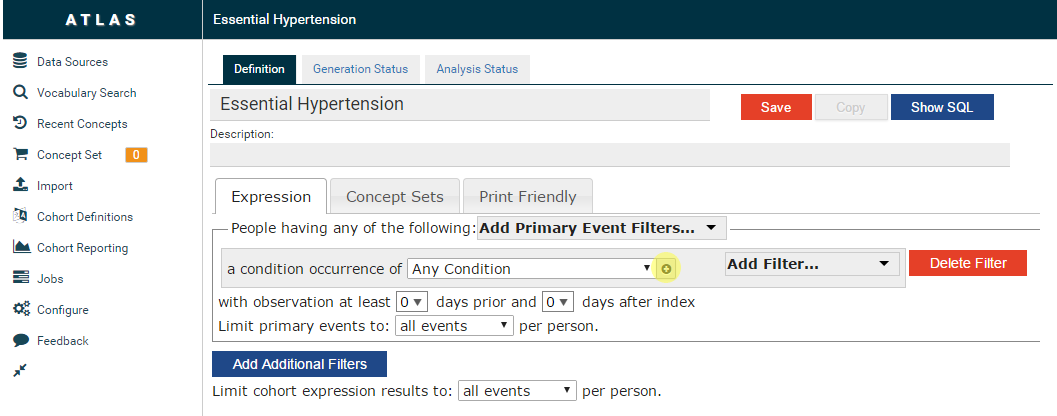 ATLAS
Essential Hypertension
Data Sources
Vocabulary Search
Recent Concepts
Concept Set 0
Import
Cohort Definitions
Cohort Reporting
Jobs
Configure
Feedback
Definition Generation Status Analysis Status
Essential Hypertension Save Copy Show SQL
Description:
Expression Concept Sets Print Friendly
People having any of the following: Add Primary Event Filters...
a condition occurrence of Any Condition Add Filter... Delete Filter
with observation at least 0 days prior and 0 days after index
Limit primary events to: all events per person.
Add Additional Filters
Limit cohort expression results to: all events per person.